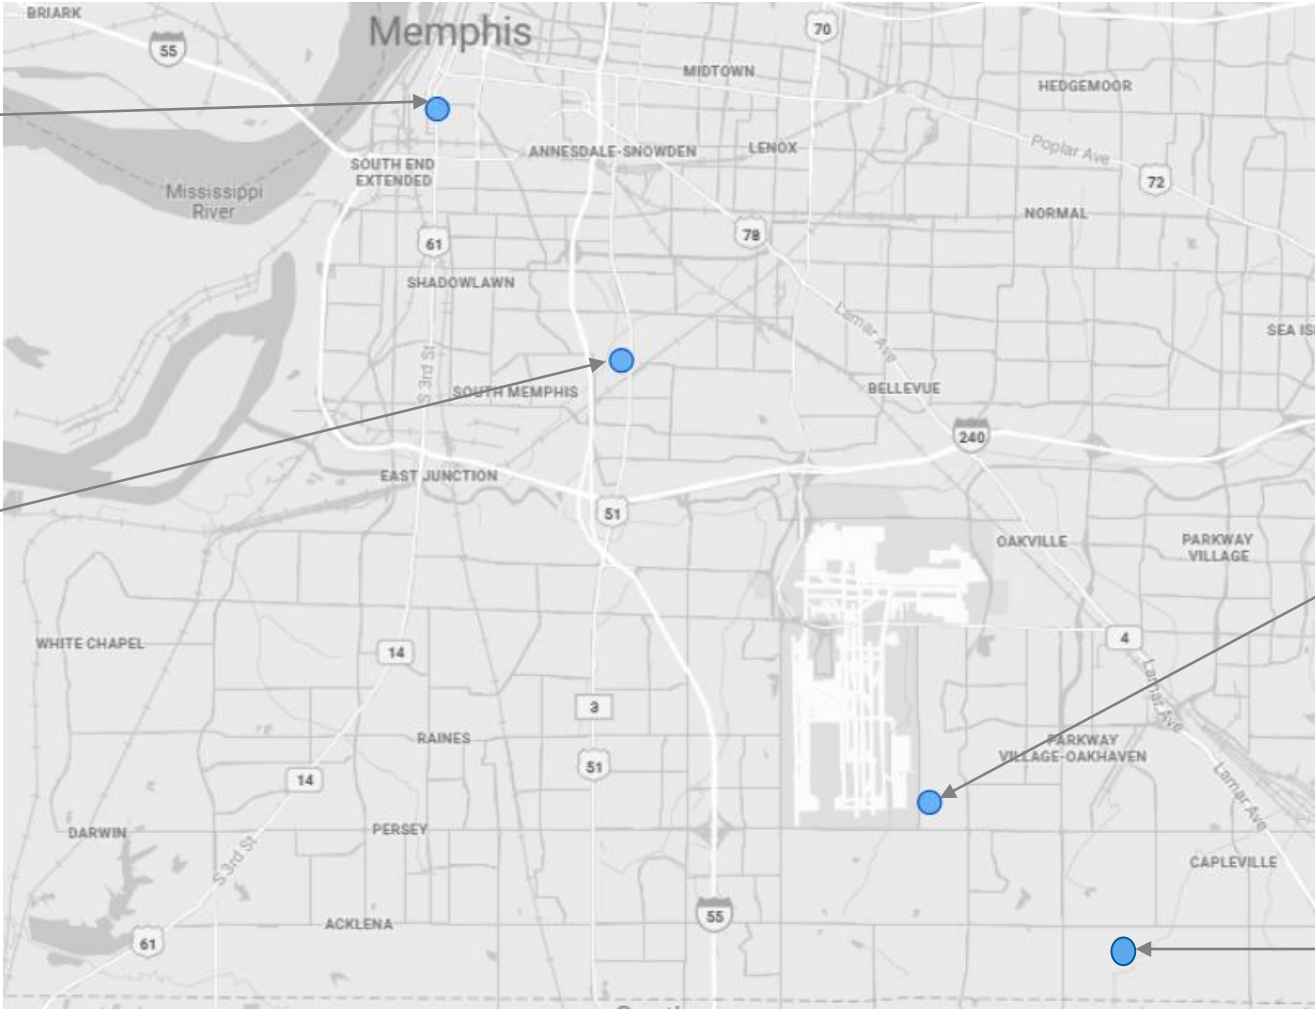 BRIARK
Memphis
70
55
MIDTOWN
HEDGEMOOR
ANNESDALE-SNOWDEN
LENOX
Poplar Ave
72
SOUTH END
EXTENDED
Mississippi
River
NORMAL
78
61
SHADOWLAWN
Lamar Ave
SEA IS
S 3rd St
SOUTH MEMPHIS
BELLEVUE
240
EAST JUNCTION
51
OAKVILLE
PARKWAY
VILLAGE
WHITE CHAPEL
14
4
Lamar Ave
3
RAINES
PARKWAY
VILLAGE-OAKHAVEN
51
14
Lamar Ave
DARWIN
PERSEY
S 3rd St
CAPLEVILLE
55
ACKLENA
61